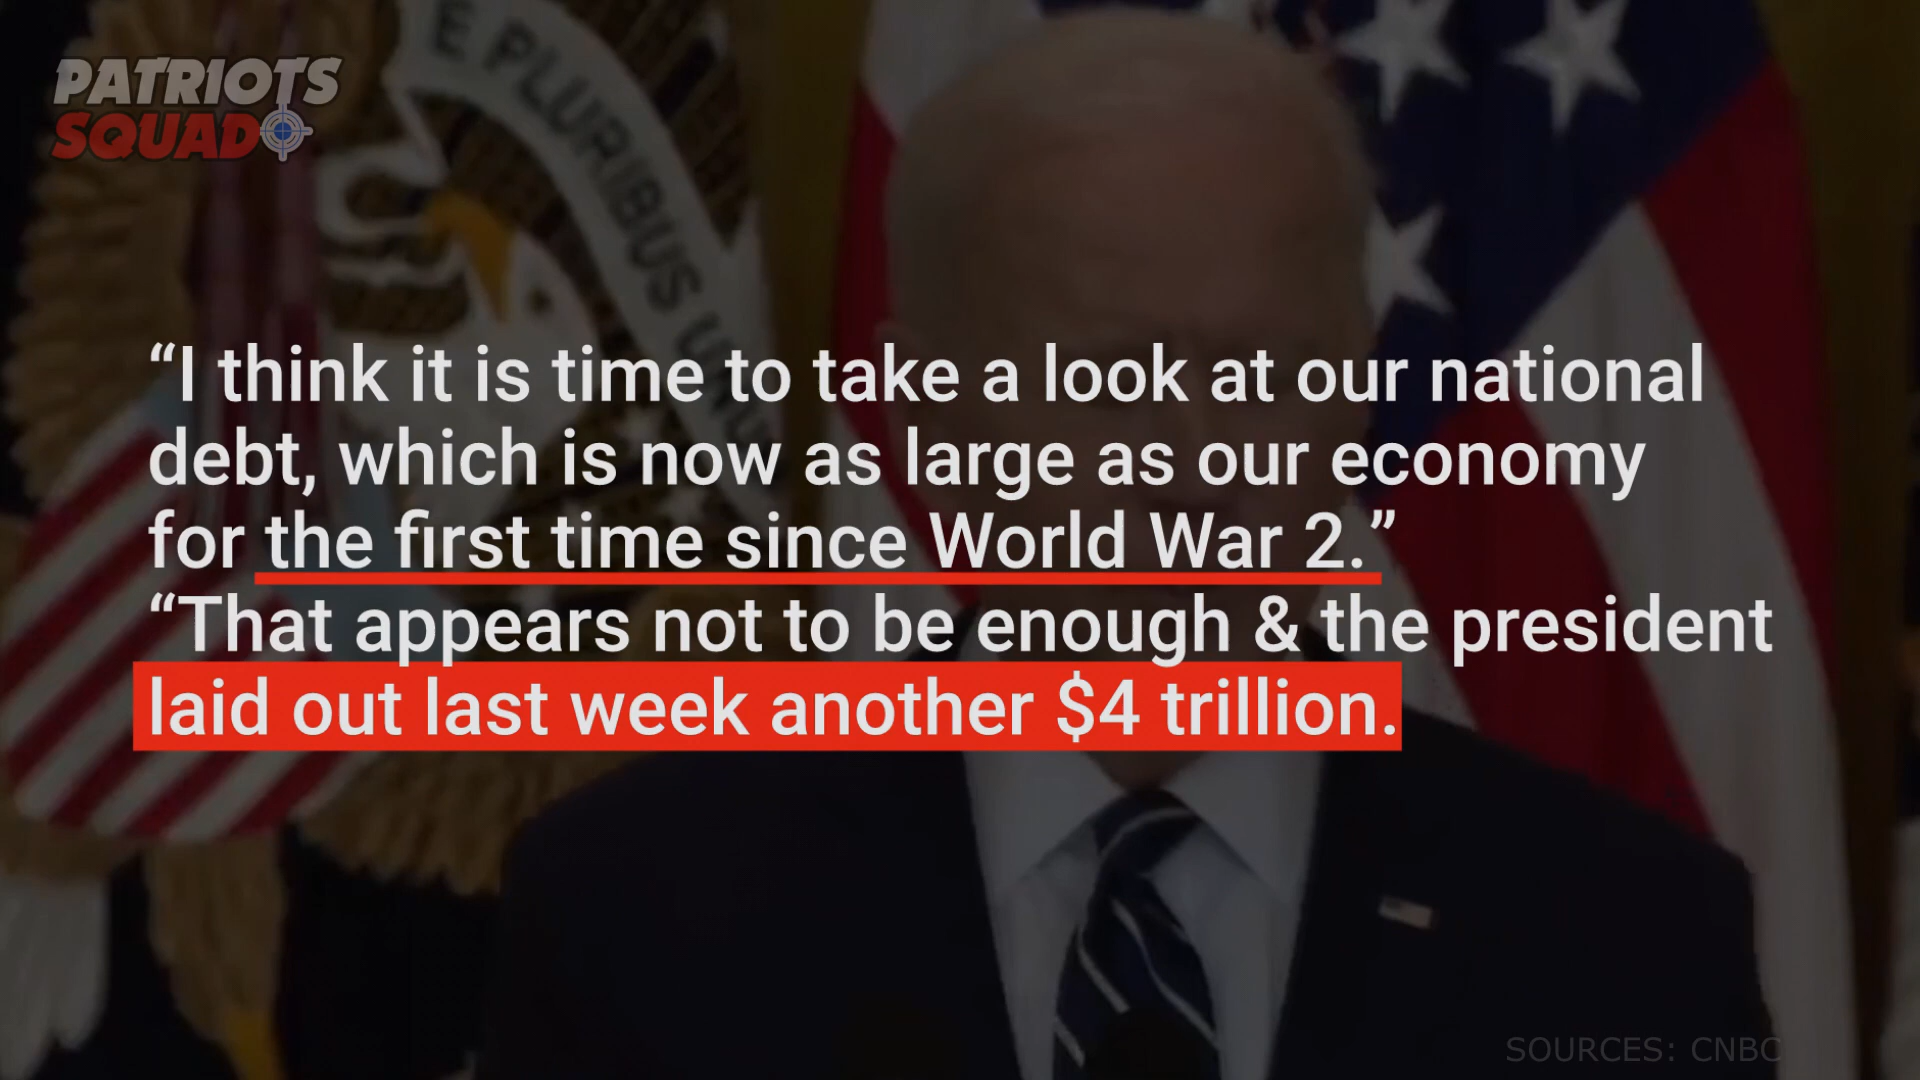 PATRIOTS
SQUAD
E PLURIBUS UNUM
“I think it is time to take a look at our national
debt, which is now as large as our economy
for the first time since World War 2.”
“That appears not to be enough & the president
laid out last week another $4 trillion.
SOURCES: CNBC